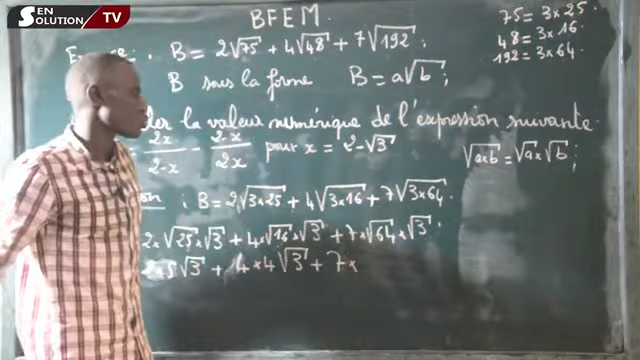 SEN SOLUTION TV
BFEM
75 = 3×25
48 = 3×16
192 = 3×64
B = 2√75 + 4√48 + 7√192 ;
B sous la forme B = a√b ;
la valeur numérique de l'expression suivante
2x/2-x - 2-x/2x pour x = 2-√3
√a×b = √a × √b ;
: B = 2√3×25 + 4√3×16 + 7√3×64 .
2×√25×√3 + 4×√16×√3 + 7×√64×√3 .
2×5√3 + 4×4√3 + 7×